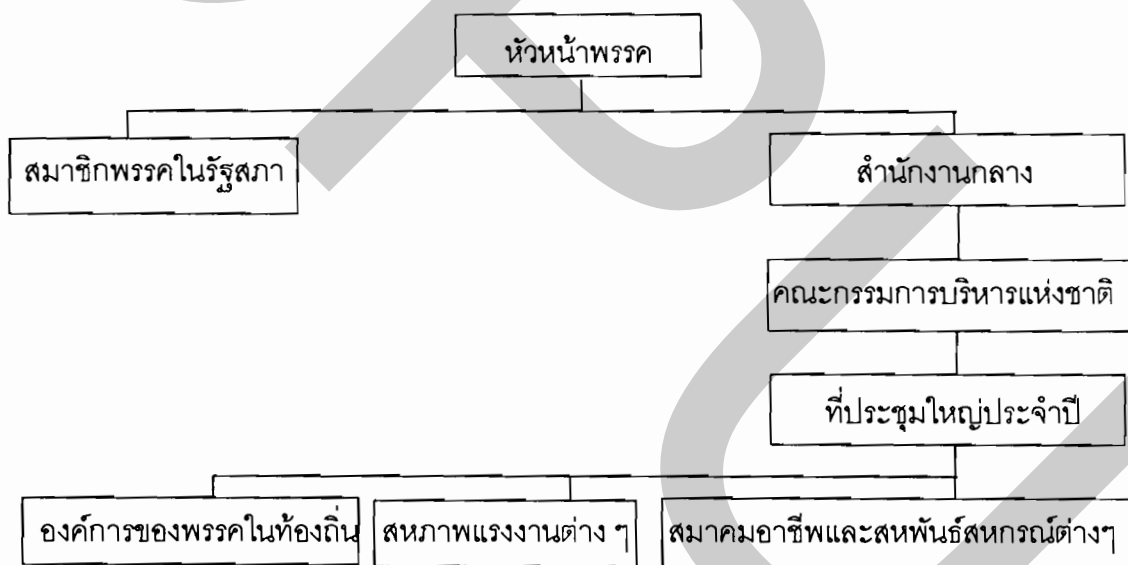 หัวหน้าพรรค
สมาชิกพรรคในรัฐสภา
สำนักงานกลาง
คณะกรรมการบริหารแห่งชาติ
ที่ประชุมใหญ่ประจำปี
องค์การของพรรคในท้องถิ่น
สหภาพแรงงานต่าง ๆ
สมาคมอาชีพและสหพันธ์สหกรณ์ต่างๆ